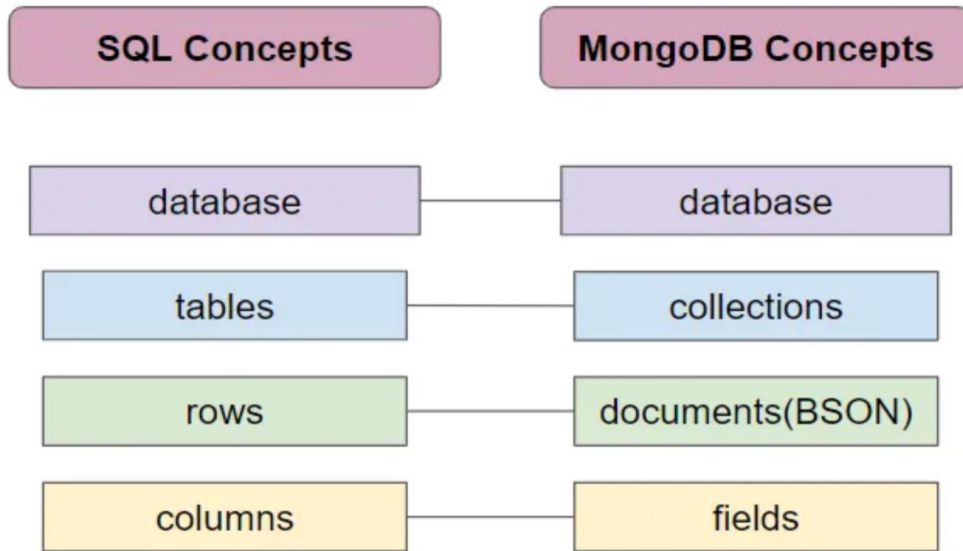 SQL Concepts
MongoDB Concepts
database
database
tables
collections
rows
documents(BSON)
columns
fields